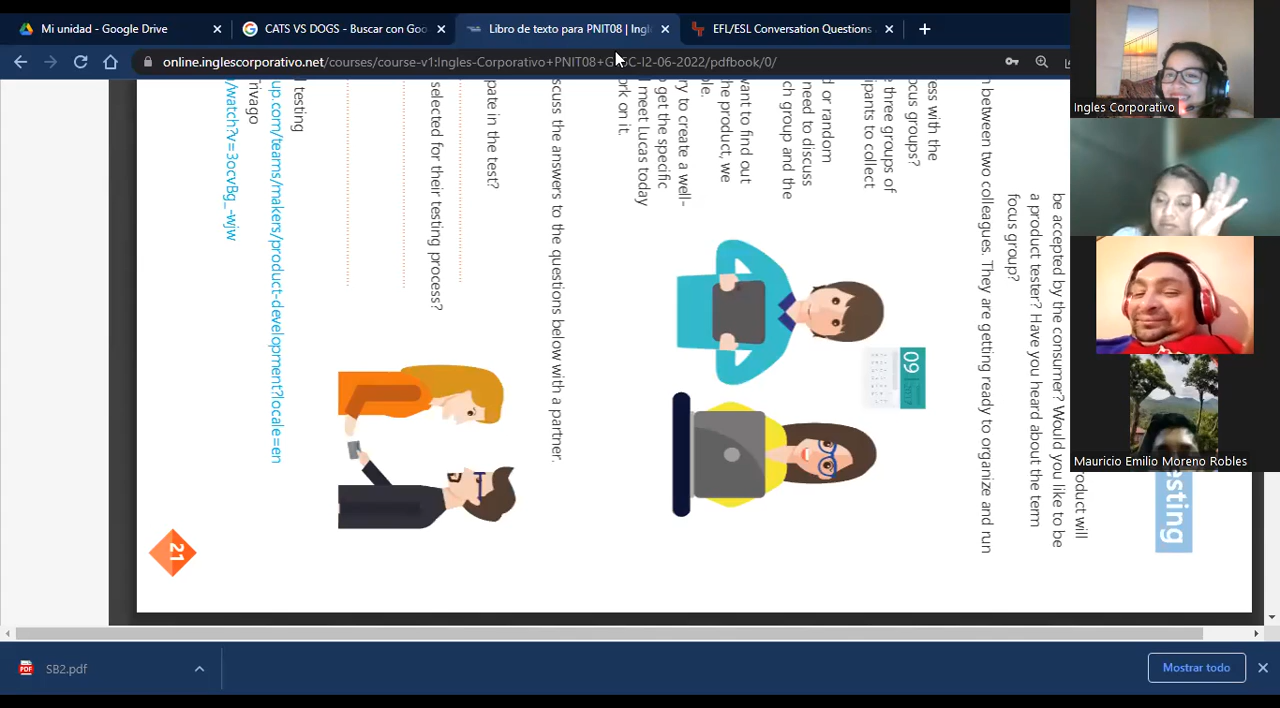 Mi unidad - Google Drive
CATS VS DOGS - Buscar con Goo
Libro de texto para PNIT08 | Ingl
EFL/ESL Conversation Questions
online.inglescorporativo.net/courses/course-v1:Ingles-Corporativo+PNIT08+G SC-I2-06-2022/pdfbook/0/
Ingles Corporativo
Mauricio Emilio Moreno Robles
esting
roduct will
be accepted by the consumer? Would you like to be
a product tester? Have you heard about the term
focus group?
n between two colleagues. They are getting ready to organize and run
ess with the
ocus groups?
e three groups of
ipants to collect
d or random
need to discuss
ch group and the
want to find out
the product, we
ple.
ry to create a well-
o get the specific
l meet Lucas today
ork on it.
09
scuss the answers to the questions below with a partner.
pate in the test?
selected for their testing process?
testing
up.com/teams/makers/product-development?locale=en
rivago
/watch?v=3ocvBg_-wjw
21
SB2.pdf
Mostrar todo